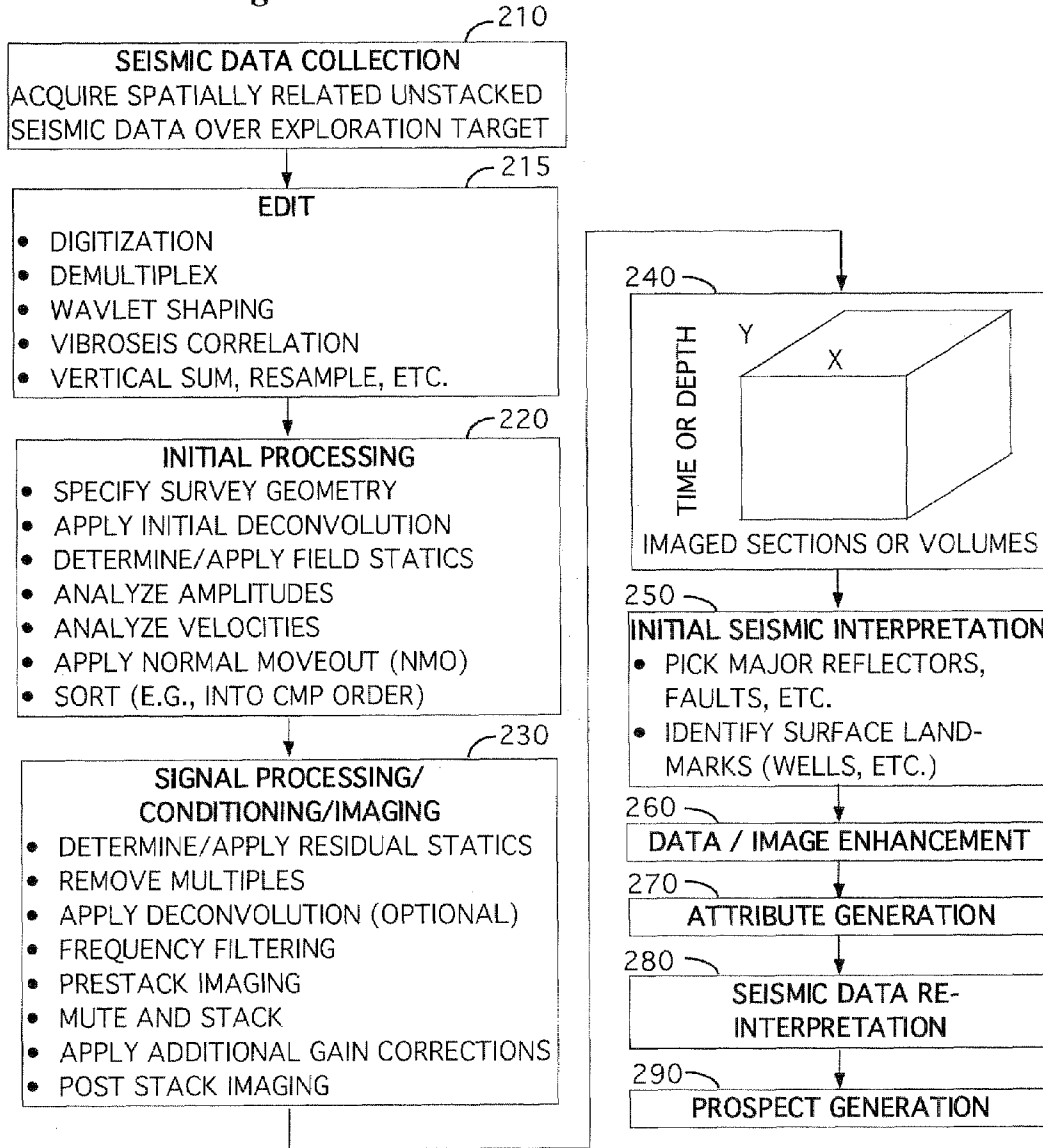 210
SEISMIC DATA COLLECTION
ACQUIRE SPATIALLY RELATED UNSTACKED
SEISMIC DATA OVER EXPLORATION TARGET
215
EDIT
• DIGITIZATION
• DEMULTIPLEX
• WAVLET SHAPING
• VIBROSEIS CORRELATION
• VERTICAL SUM, RESAMPLE, ETC.
220
INITIAL PROCESSING
• SPECIFY SURVEY GEOMETRY
• APPLY INITIAL DECONVOLUTION
• DETERMINE/APPLY FIELD STATICS
• ANALYZE AMPLITUDES
• ANALYZE VELOCITIES
• APPLY NORMAL MOVEOUT (NMO)
• SORT (E.G., INTO CMP ORDER)
230
SIGNAL PROCESSING/
CONDITIONING/IMAGING
• DETERMINE/APPLY RESIDUAL STATICS
• REMOVE MULTIPLES
• APPLY DECONVOLUTION (OPTIONAL)
• FREQUENCY FILTERING
• PRESTACK IMAGING
• MUTE AND STACK
• APPLY ADDITIONAL GAIN CORRECTIONS
• POST STACK IMAGING
240
TIME OR DEPTH
Y
X
IMAGED SECTIONS OR VOLUMES
250
INITIAL SEISMIC INTERPRETATION
• PICK MAJOR REFLECTORS,
FAULTS, ETC.
• IDENTIFY SURFACE LAND-
MARKS (WELLS, ETC.)
260
DATA / IMAGE ENHANCEMENT
270
ATTRIBUTE GENERATION
280
SEISMIC DATA RE-
INTERPRETATION
290
PROSPECT GENERATION